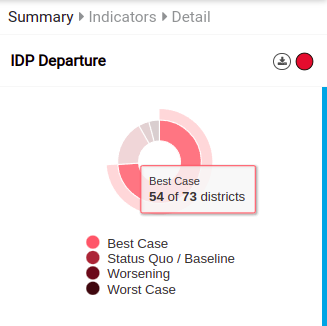 Summary Indicators Detail
IDP Departure
Best Case
54 of 73 districts
Best Case
Status Quo / Baseline
Worsening
Worst Case